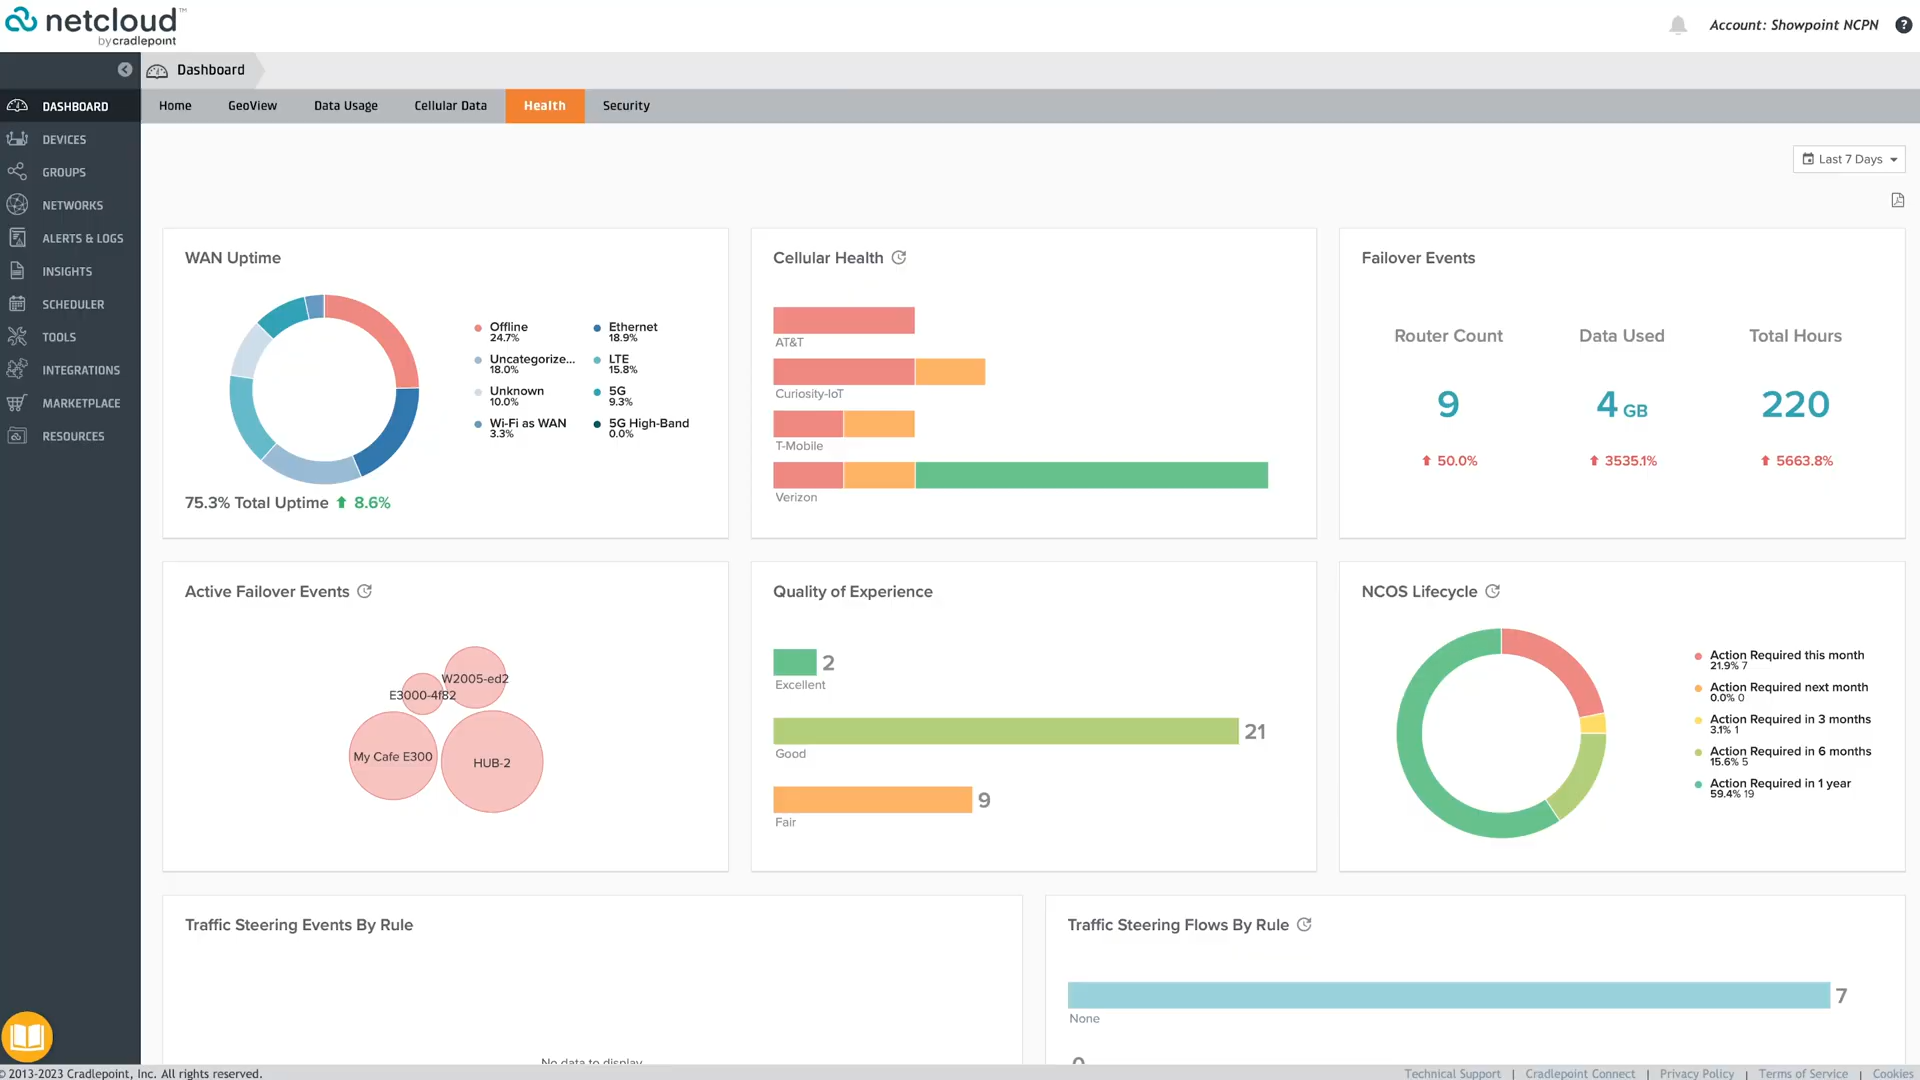 netcloud™
by cradlepoint
Account: Showpoint NCPN
?
Dashboard
DASHBOARD
DEVICES
GROUPS
NETWORKS
ALERTS & LOGS
INSIGHTS
SCHEDULER
TOOLS
INTEGRATIONS
MARKETPLACE
RESOURCES
Home GeoView Data Usage Cellular Data Health Security
Last 7 Days
WAN Uptime
Offline
24.7%
Uncategorize...
18.0%
Unknown
10.0%
Wi-Fi as WAN
3.3%
Ethernet
18.9%
LTE
15.8%
5G
9.3%
5G High-Band
0.0%
75.3% Total Uptime 8.6%
Cellular Health
AT&T
Curiosity-IoT
T-Mobile
Verizon
Failover Events
Router Count Data Used Total Hours
9 4 GB 220
50.0% 3535.1% 5663.8%
Active Failover Events
W2005-ed2
E3000-4f82
My Cafe E300
HUB-2
Quality of Experience
2
Excellent
21
Good
9
Fair
NCOS Lifecycle
Action Required this month
21.9% 7
Action Required next month
0.0% 0
Action Required in 3 months
3.1% 1
Action Required in 6 months
15.6% 5
Action Required in 1 year
59.4% 19
Traffic Steering Events By Rule
No data to display
Traffic Steering Flows By Rule
7
None
0
© 2013-2023 Cradlepoint, Inc. All rights reserved.
Technical Support | Cradlepoint Connect | Privacy Policy | Terms of Service | Cookies